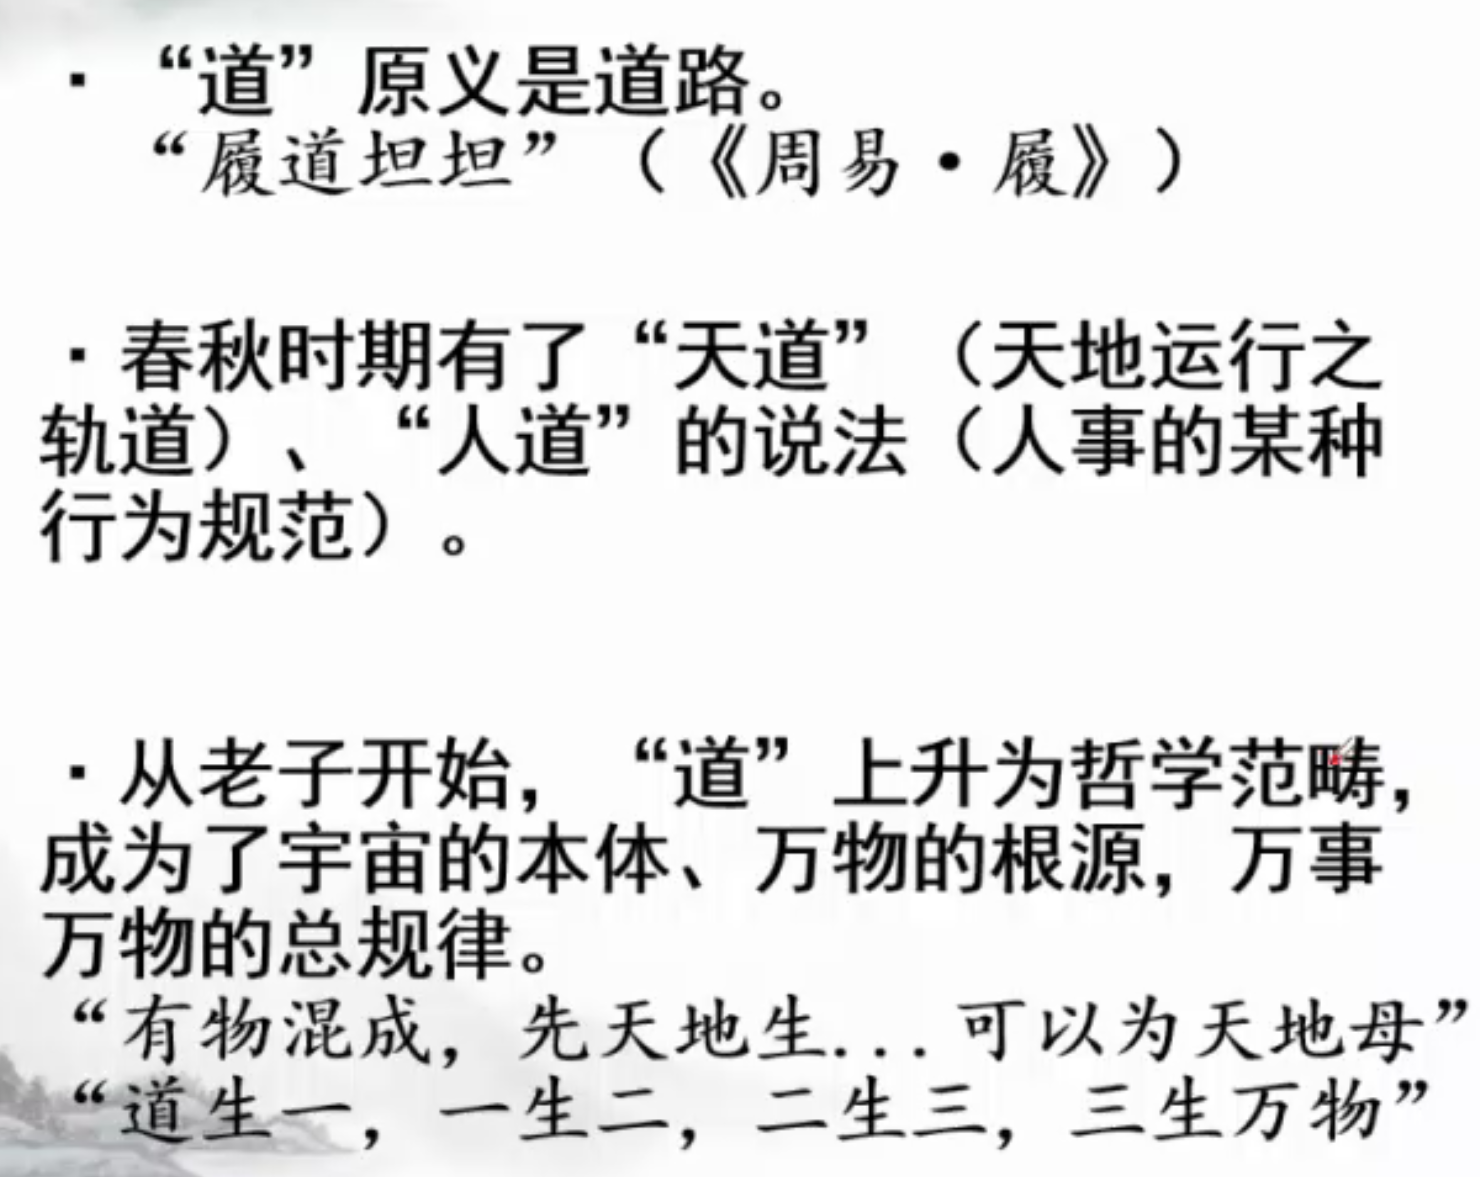 · “道”原义是道路。
“履道坦坦”（《周易·履》）
· 春秋时期有了“天道”（天地运行之
轨道）、“人道”的说法（人事的某种
行为规范）。
· 从老子开始，“道”上升为哲学范畴，
成为了宇宙的本体、万物的根源，万事
万物的总规律。
“有物混成，先天地生...可以为天地母”
“道生一，一生二，二生三，三生万物”